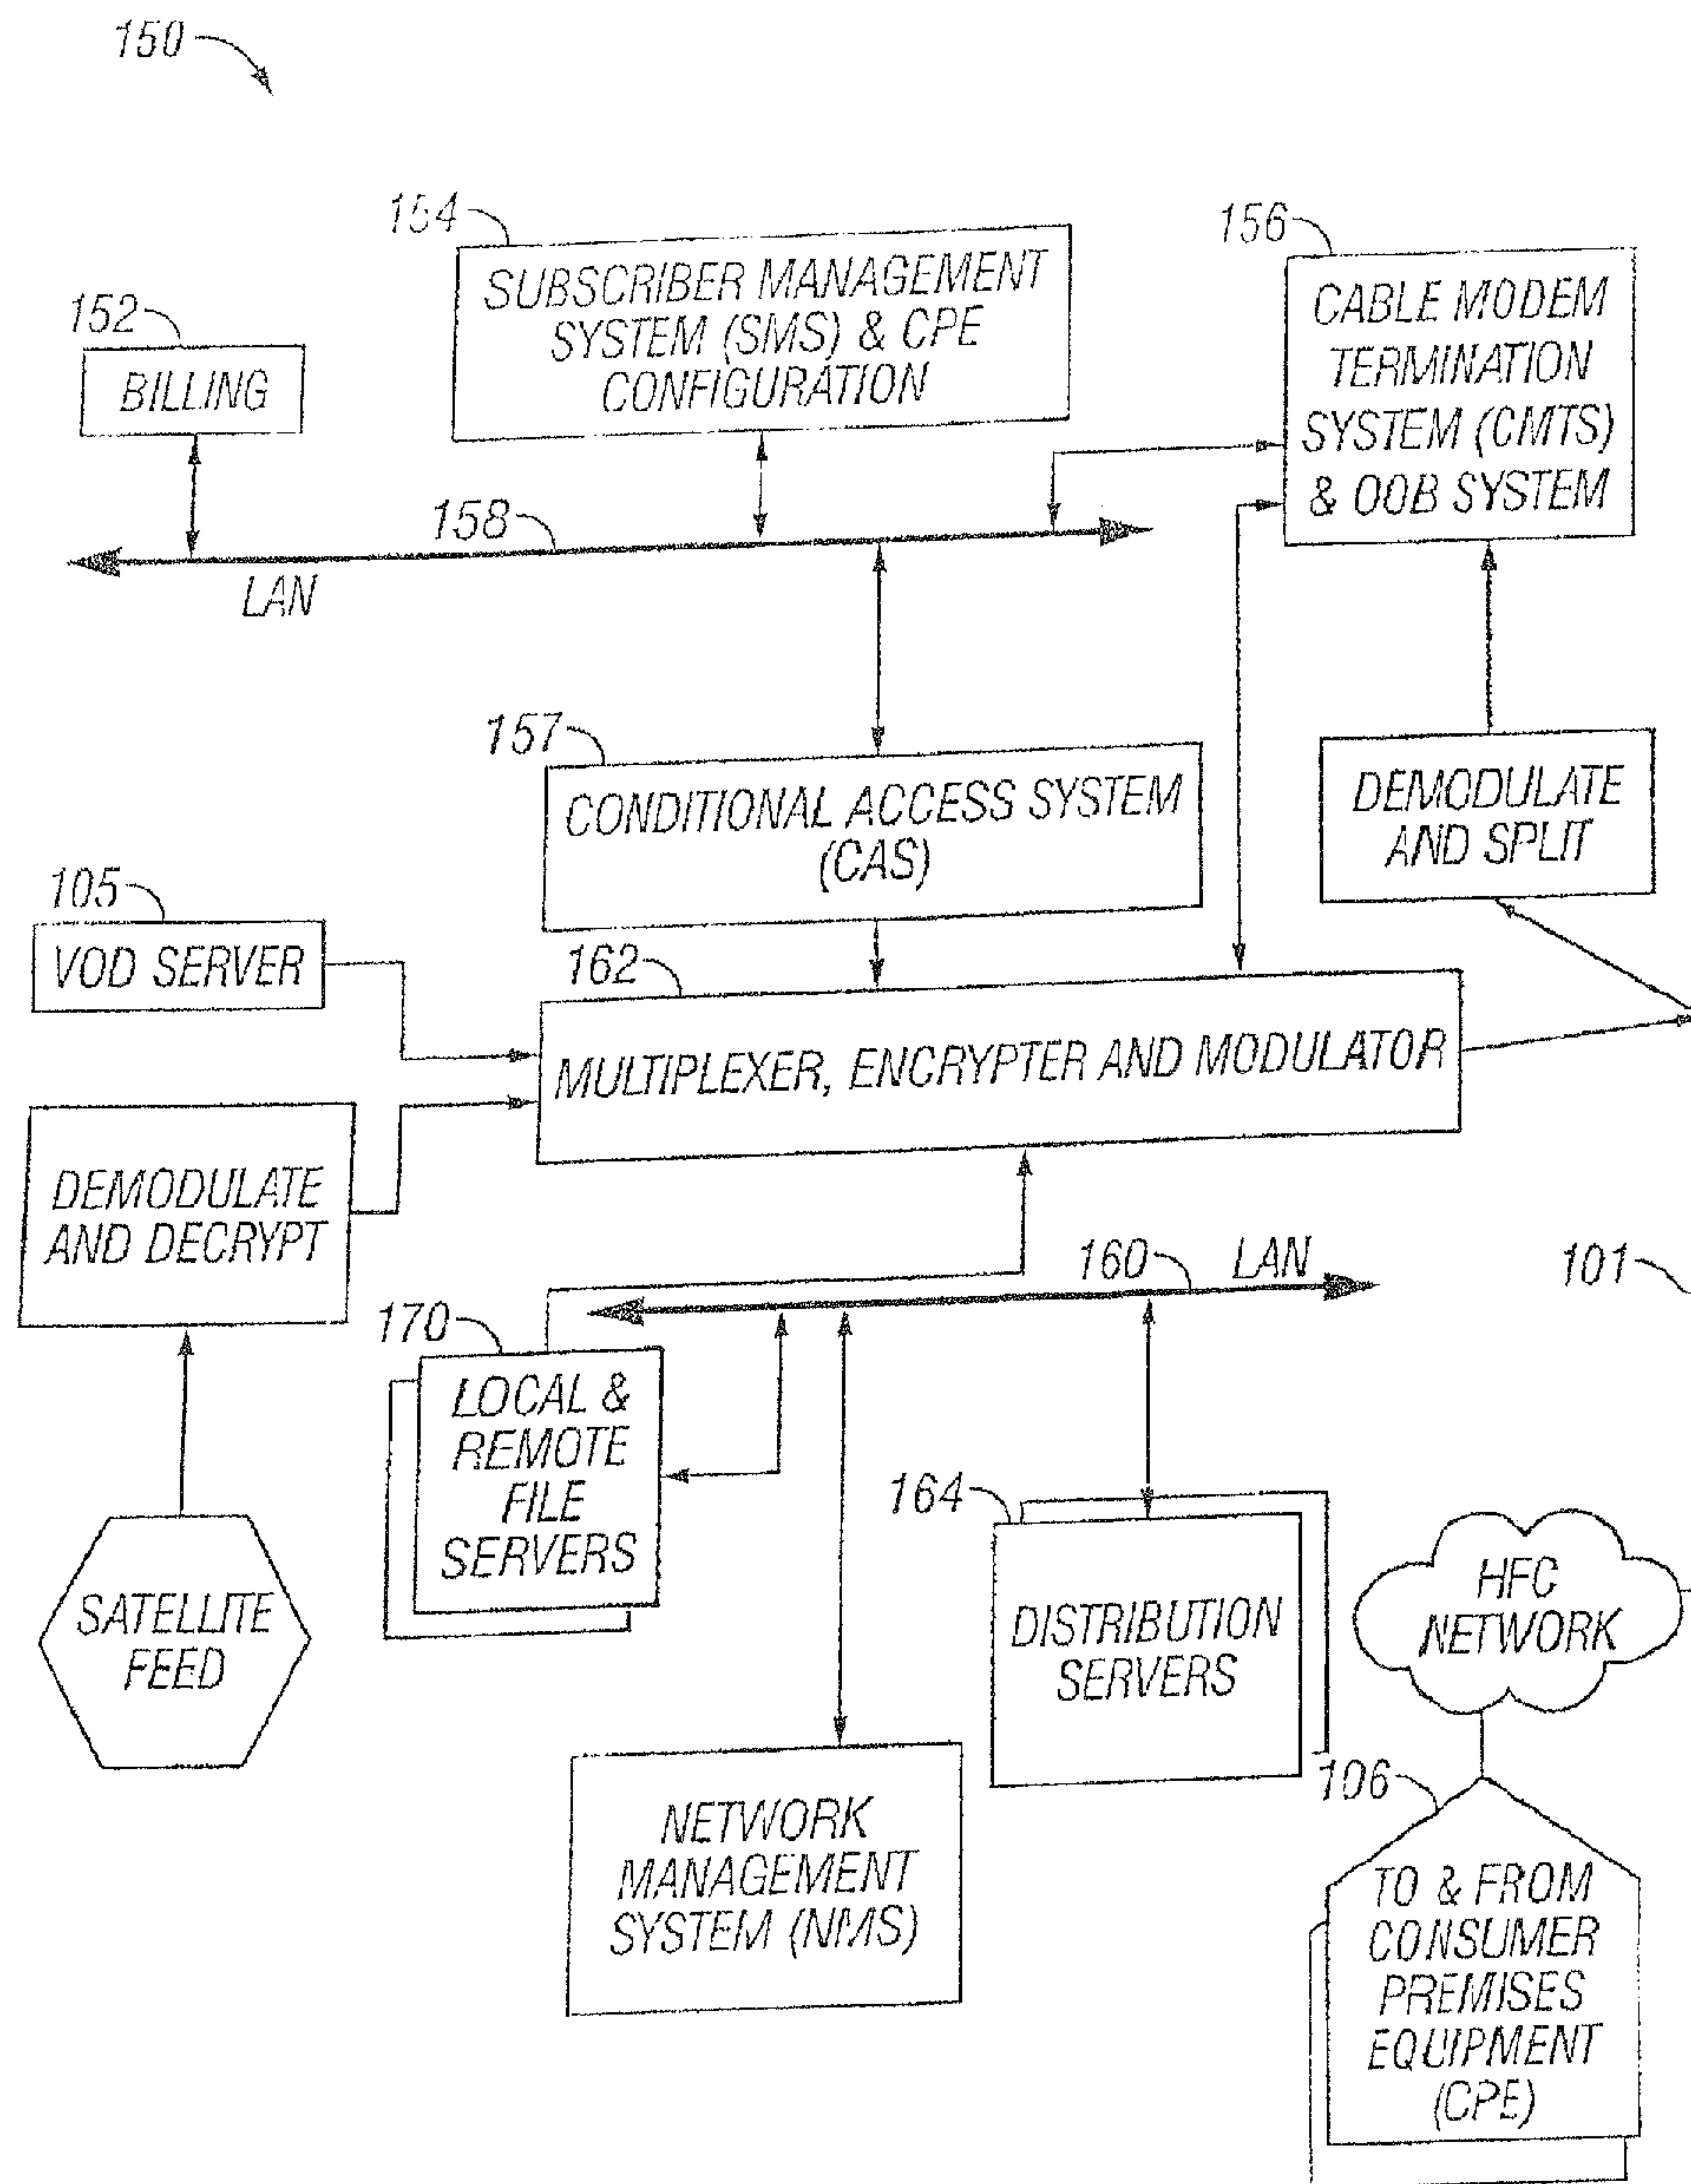 150
154
SUBSCRIBER MANAGEMENT
SYSTEM (SMS) & CPE
CONFIGURATION
156
CABLE MODEM
TERMINATION
SYSTEM (CMTS)
& OOB SYSTEM
152
BILLING
158
LAN
157
CONDITIONAL ACCESS SYSTEM
(CAS)
DEMODULATE
AND SPLIT
105
VOD SERVER
162
MULTIPLEXER, ENCRYPTER AND MODULATOR
DEMODULATE
AND DECRYPT
160
LAN
101
170
LOCAL &
REMOTE
FILE
SERVERS
164
DISTRIBUTION
SERVERS
HFC
NETWORK
SATELLITE
FEED
NETWORK
MANAGEMENT
SYSTEM (NMS)
106
TO & FROM
CONSUMER
PREMISES
EQUIPMENT
(CPE)